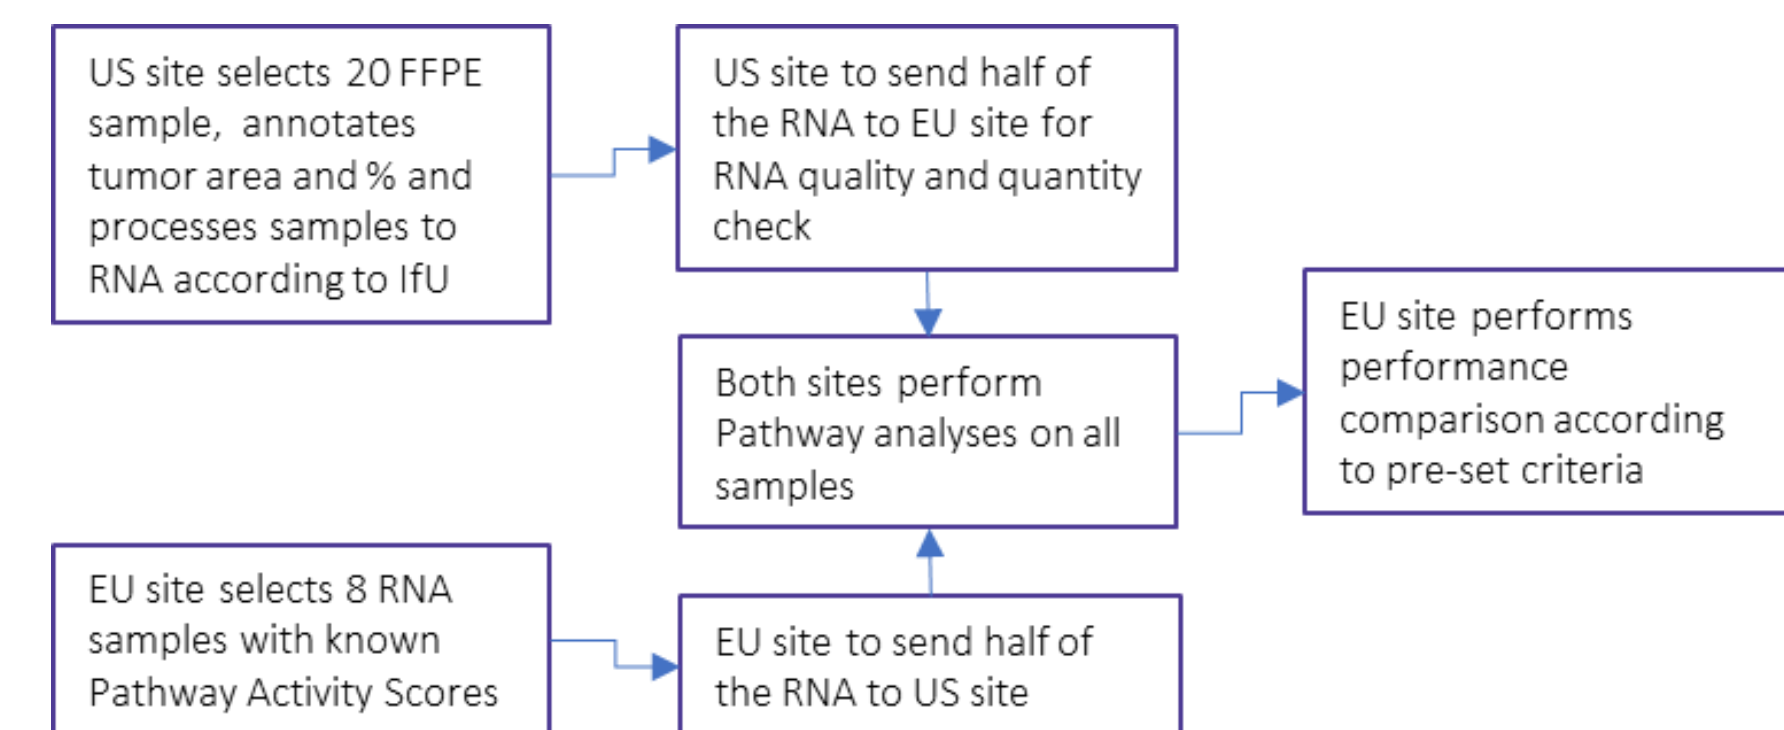 US site selects 20 FFPE
sample, annotates
tumor area and % and
processes samples to
RNA according to IfU
US site to send half of
the RNA to EU site for
RNA quality and quantity
check
Both sites perform
Pathway analyses on all
samples
EU site performs
performance
comparison according
to pre-set criteria
EU site selects 8 RNA
samples with known
Pathway Activity Scores
EU site to send half of
the RNA to US site